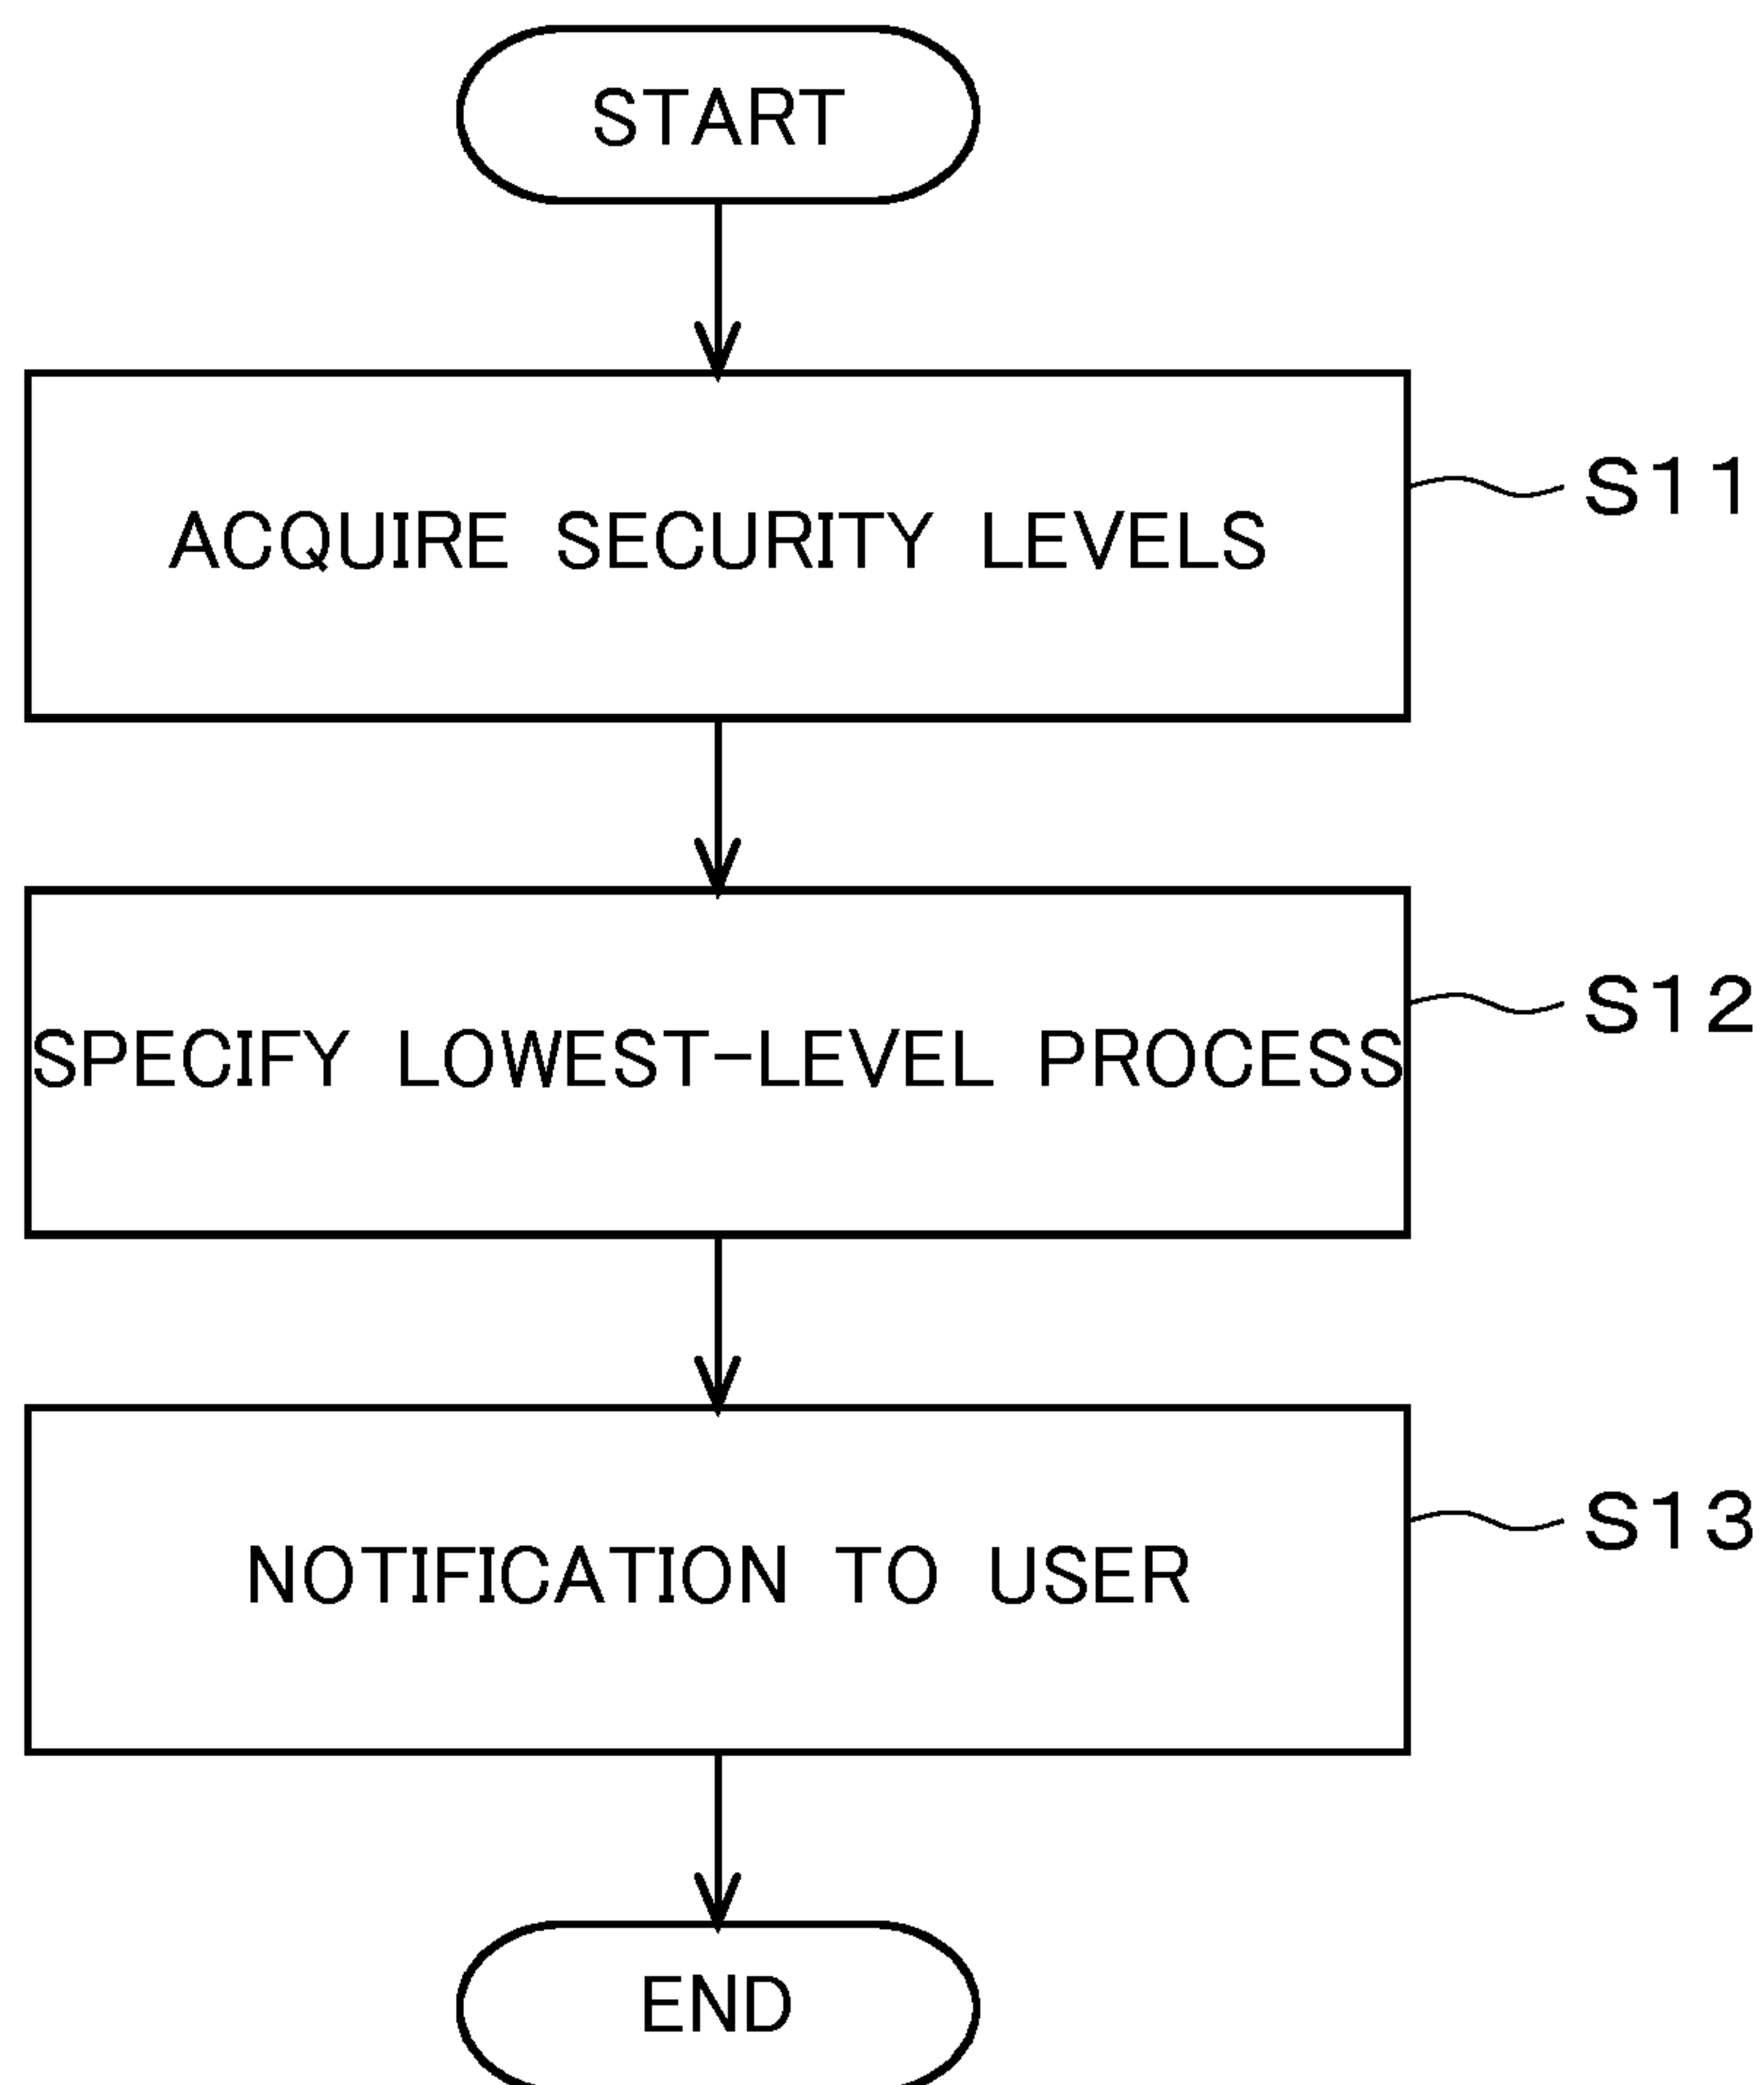 START
ACQUIRE SECURITY LEVELS
S11
SPECIFY LOWEST-LEVEL PROCESS
S12
NOTIFICATION TO USER
S13
END